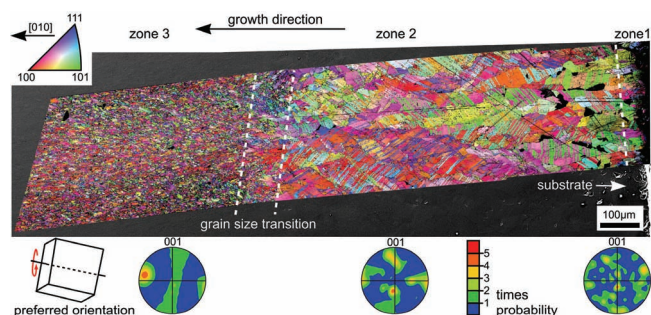 [010]
111
100
101
growth direction
zone 3
zone 2
zone1
grain size transition
substrate
100µm
preferred orientation
001
001
001
5
4
3
2
1
times
probability